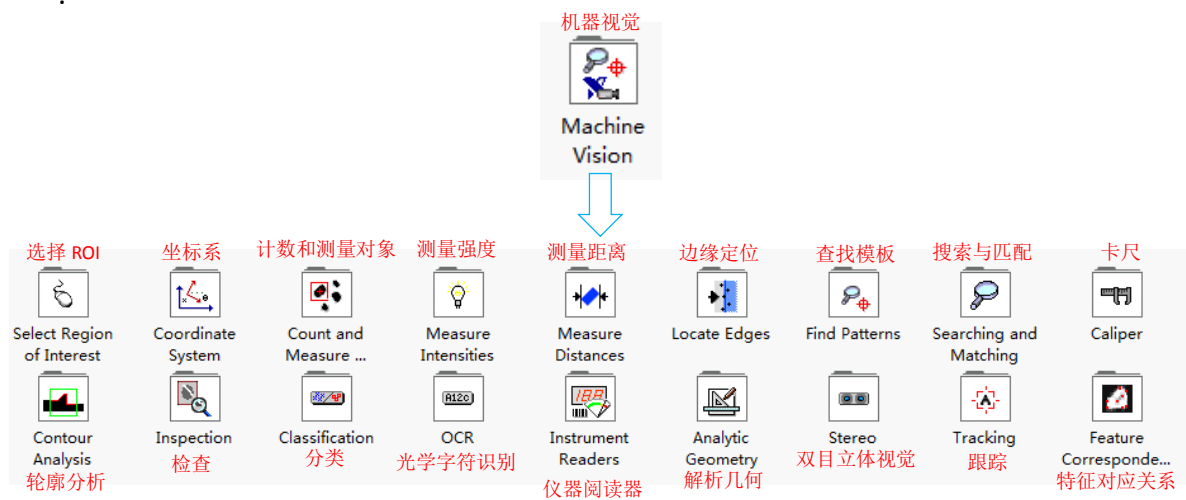 机器视觉
Machine
Vision
选择 ROI 坐标系 计数和测量对象 测量强度 测量距离 边缘定位 查找模板 搜索与匹配 卡尺
Select Region Coordinate Count and Measure Measure Locate Edges Find Patterns Searching and Caliper
of Interest System Measure ... Intensities Distances Matching
A12c 188
Contour Inspection Classification OCR Instrument Analytic Stereo Tracking Feature
Analysis Readers Geometry Corresponde...
轮廓分析 检查 分类 光学字符识别 仪器阅读器 解析几何 双目立体视觉 跟踪 特征对应关系